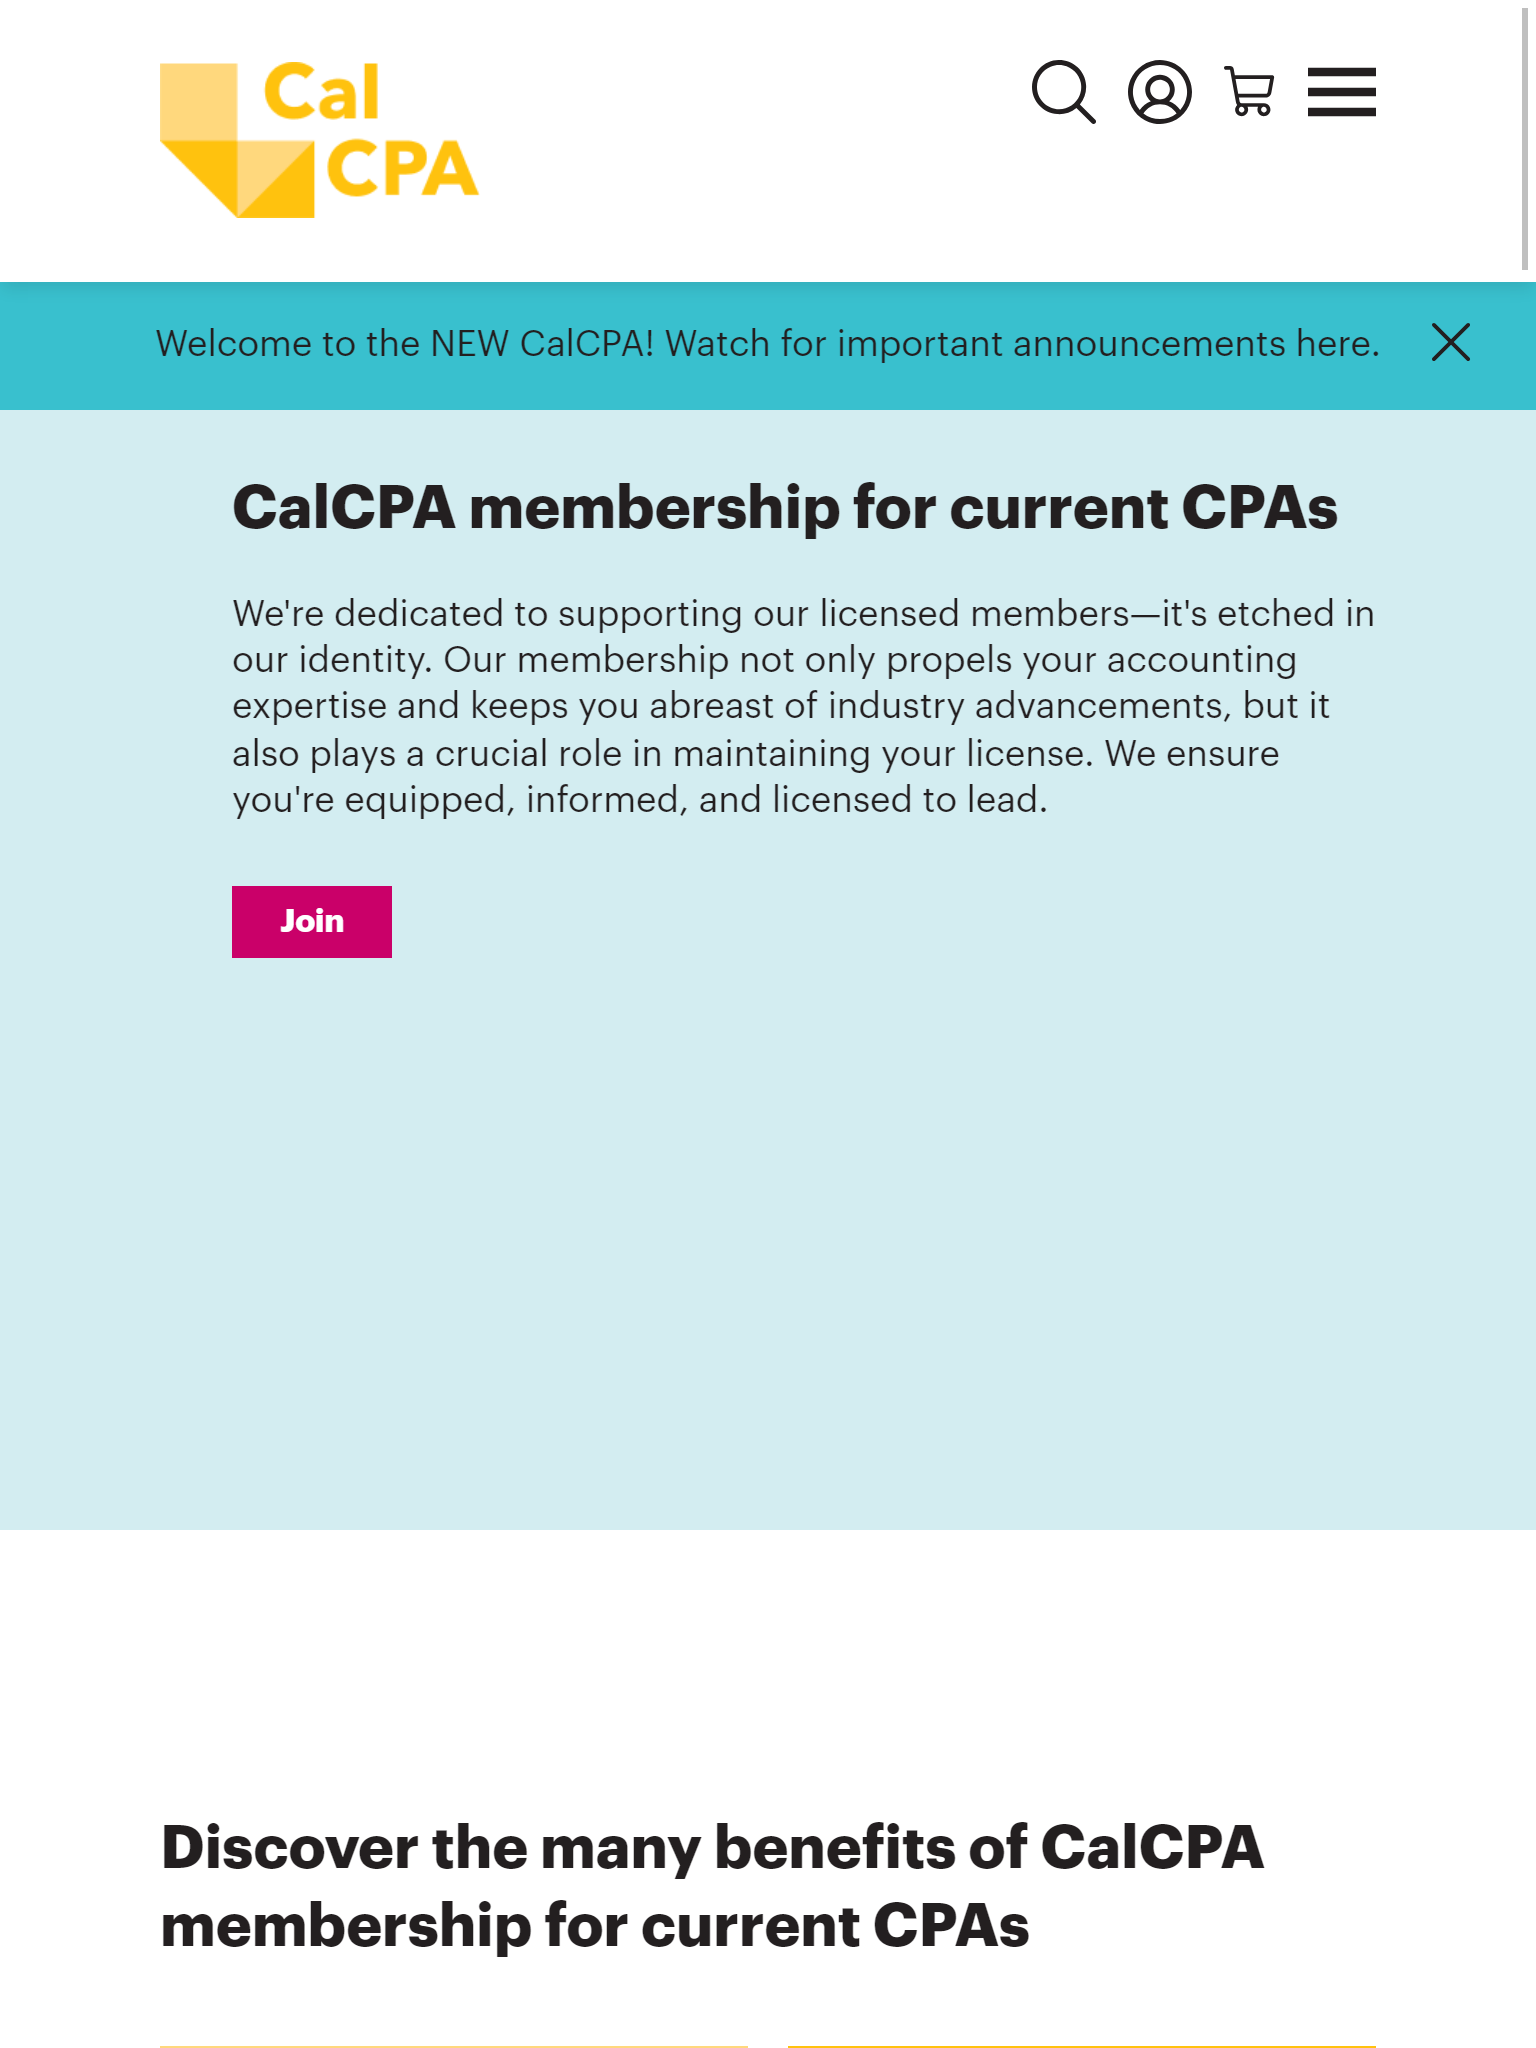 Cal
CPA
Welcome to the NEW CalCPA! Watch for important announcements here.
CalCPA membership for current CPAs
We're dedicated to supporting our licensed members—it's etched in
our identity. Our membership not only propels your accounting
expertise and keeps you abreast of industry advancements, but it
also plays a crucial role in maintaining your license. We ensure
you're equipped, informed, and licensed to lead.
Join
Discover the many benefits of CalCPA
membership for current CPAs